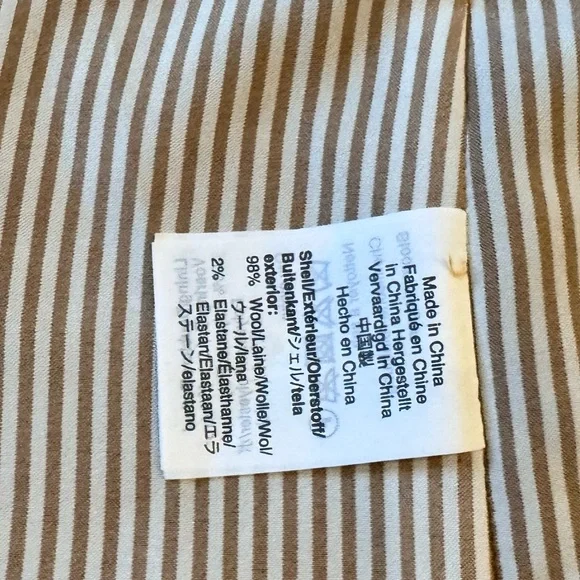 Made in China
Fabriqué en Chine
in China Hergestellt
Vervaardigd in China
中国製
Hecho en China
Shell/Extérieur/Oberstoff/
Buitenkant/シェル/tela
exterior:
98% Wool/Laine/Wolle/Wol/
ウール/lana
2% Elastane/Élasthanne/
Elastan/Elastaan/エラ
ステーン/elastano